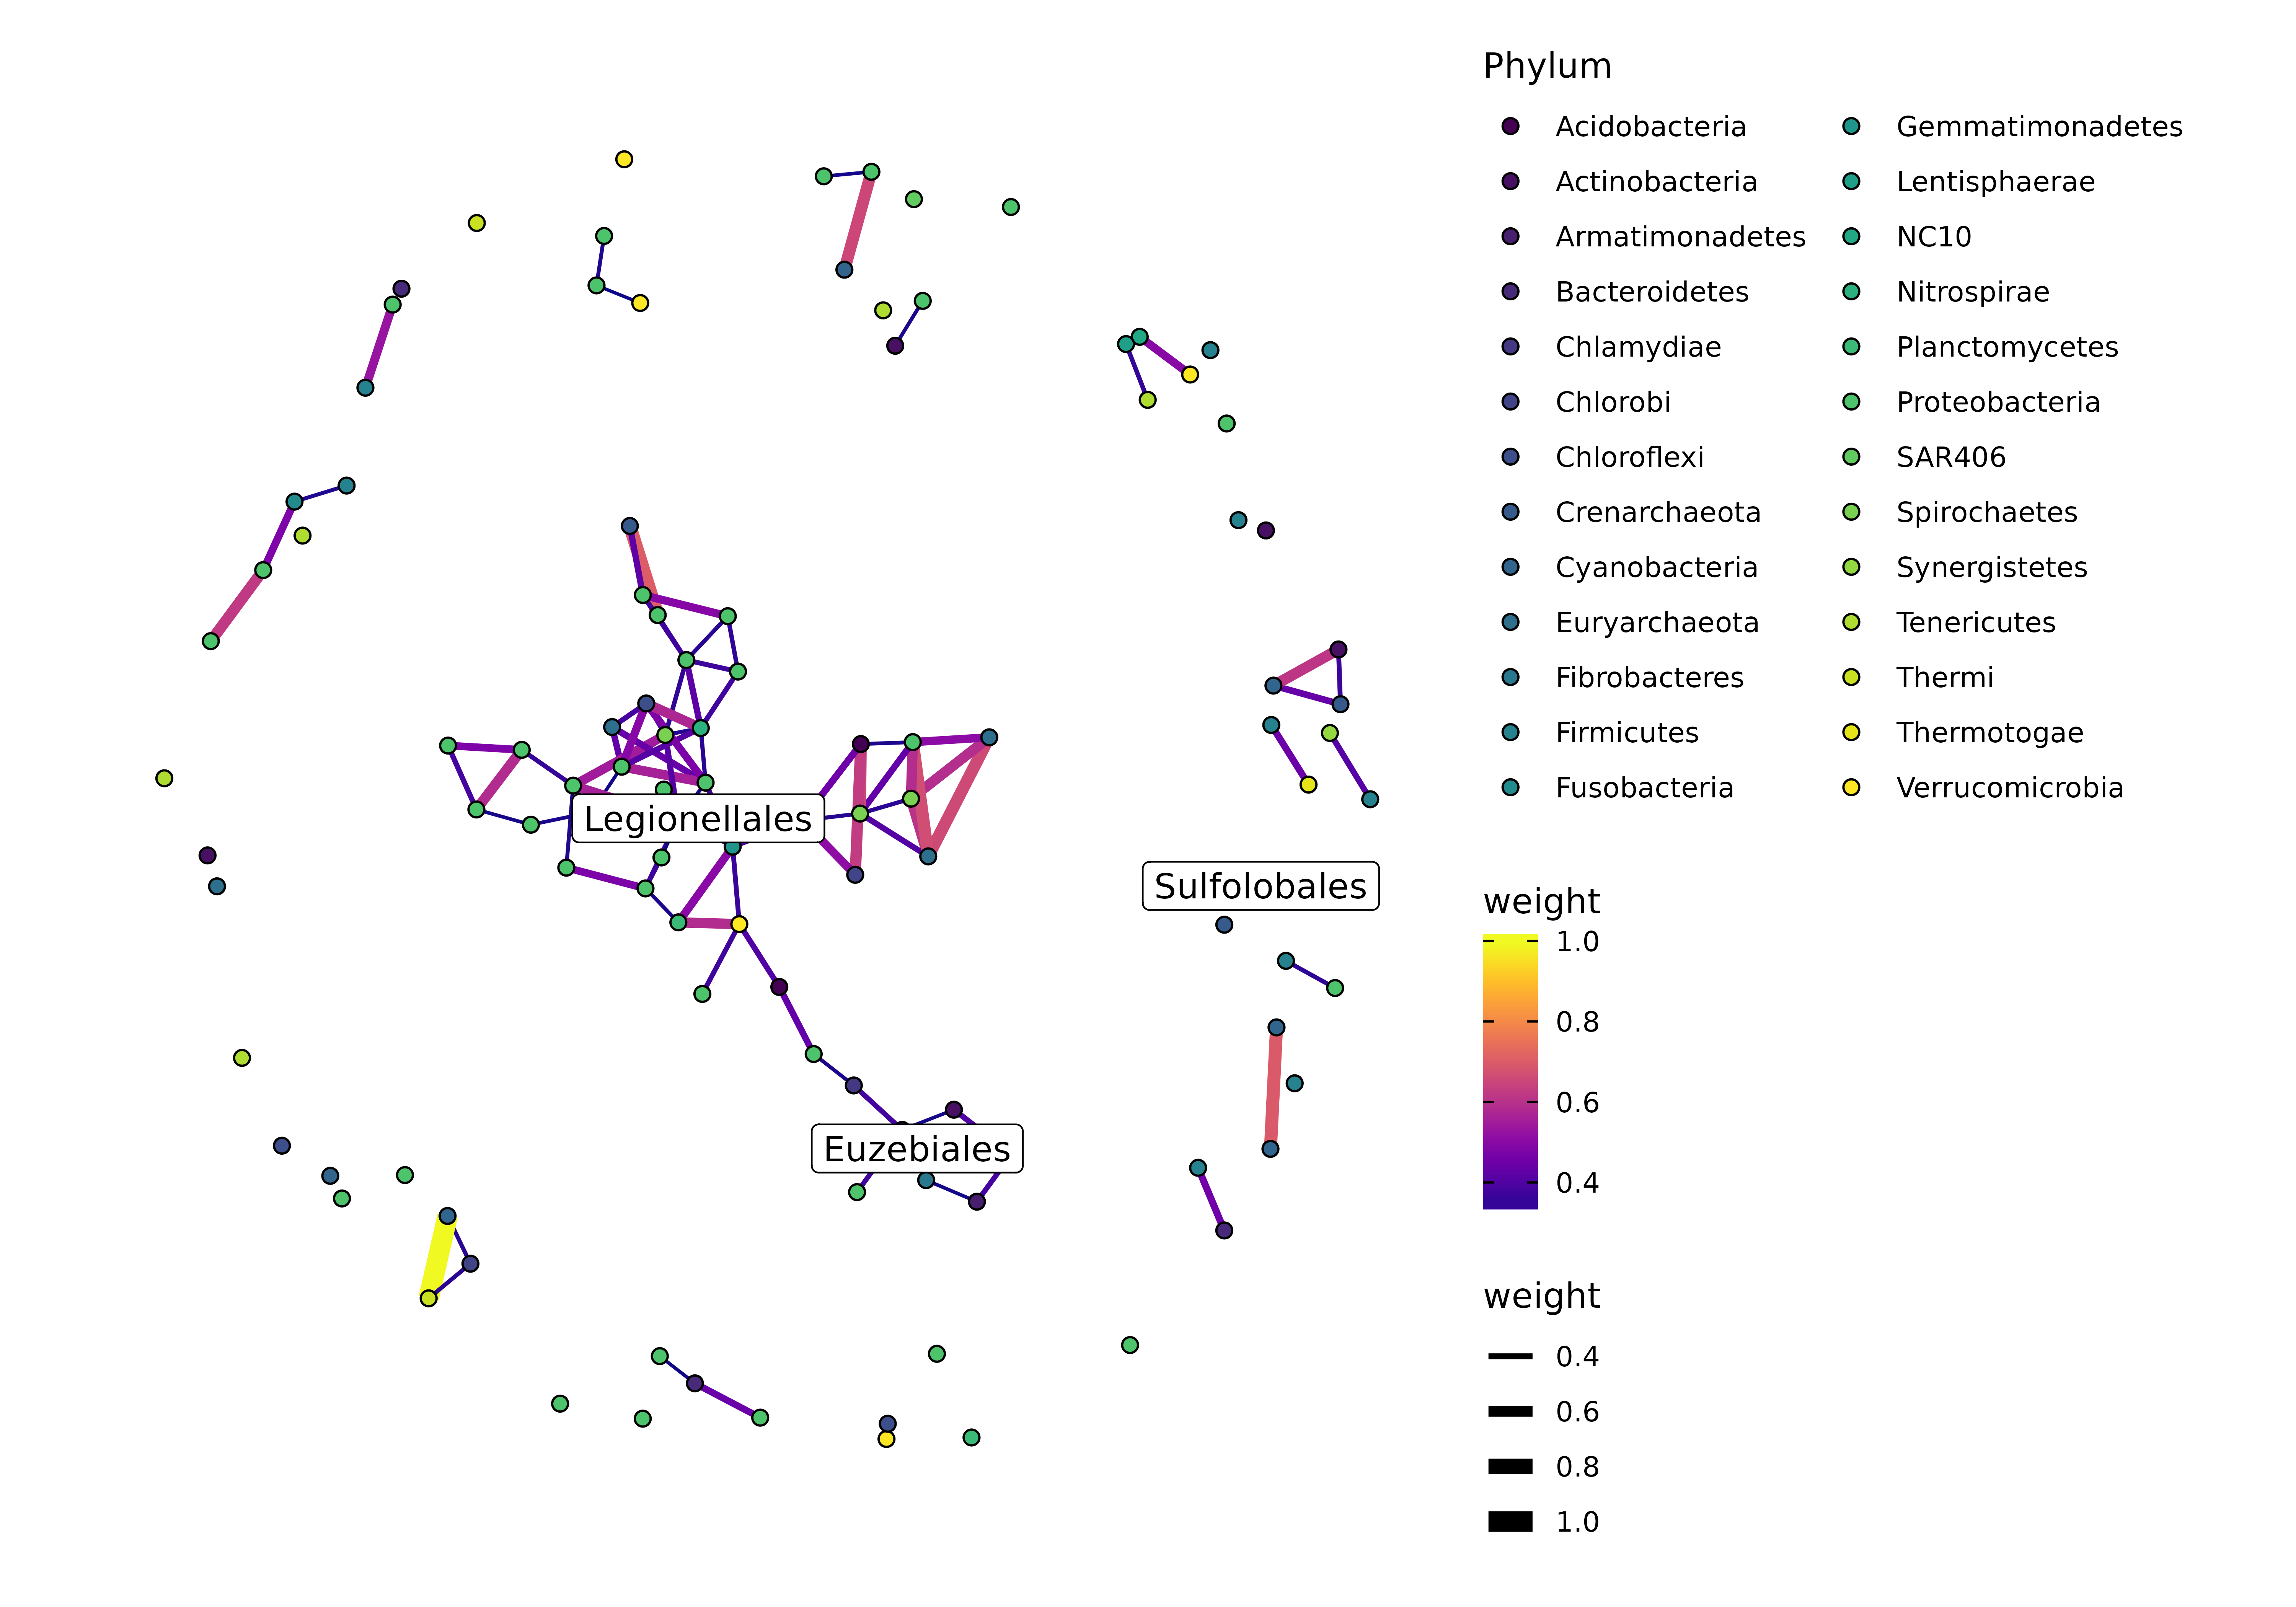 Phylum
Acidobacteria
Actinobacteria
Armatimonadetes
Bacteroidetes
Chlamydiae
Chlorobi
Chloroflexi
Crenarchaeota
Cyanobacteria
Euryarchaeota
Fibrobacteres
Firmicutes
Fusobacteria
Gemmatimonadetes
Lentisphaerae
NC10
Nitrospirae
Planctomycetes
Proteobacteria
SAR406
Spirochaetes
Synergistetes
Tenericutes
Thermi
Thermotogae
Verrucomicrobia
Legionellales
Sulfolobales
Euzebiales
weight
1.0
0.8
0.6
0.4
weight
0.4
0.6
0.8
1.0